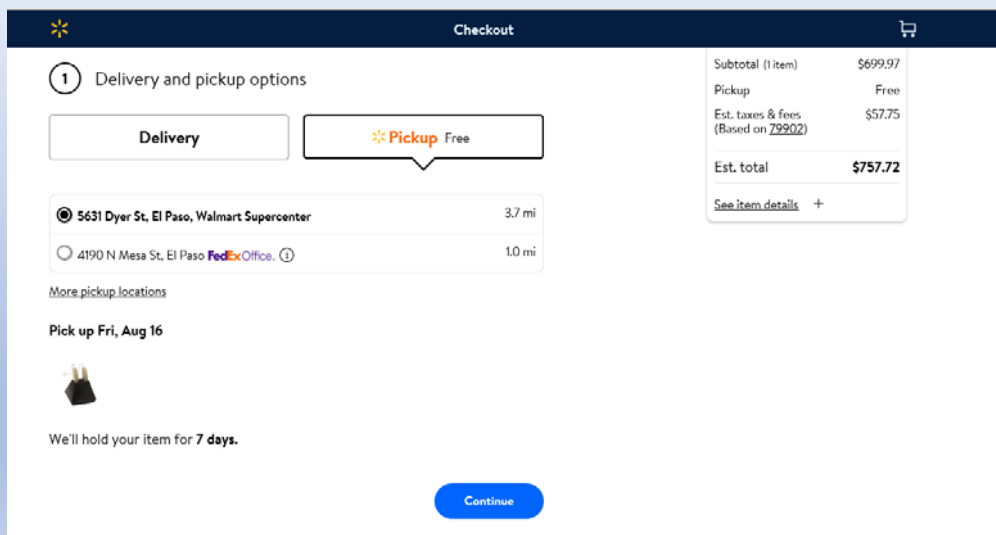 Checkout
1 Delivery and pickup options
Delivery
Pickup Free
5631 Dyer St, El Paso, Walmart Supercenter 3.7 mi
4190 N Mesa St, El Paso FedEx Office. i 1.0 mi
More pickup locations
Pick up Fri, Aug 16
We'll hold your item for 7 days.
Continue
Subtotal (1 item) $699.97
Pickup Free
Est. taxes & fees $57.75
(Based on 79902)
Est. total $757.72
See item details +